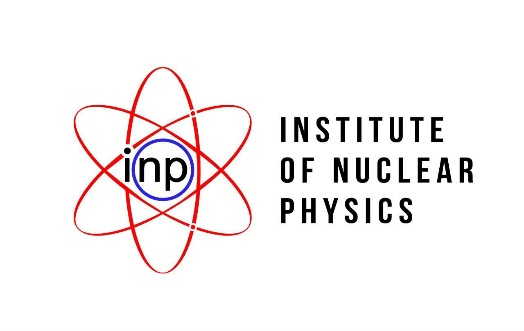 inp
INSTITUTE
OF NUCLEAR
PHYSICS